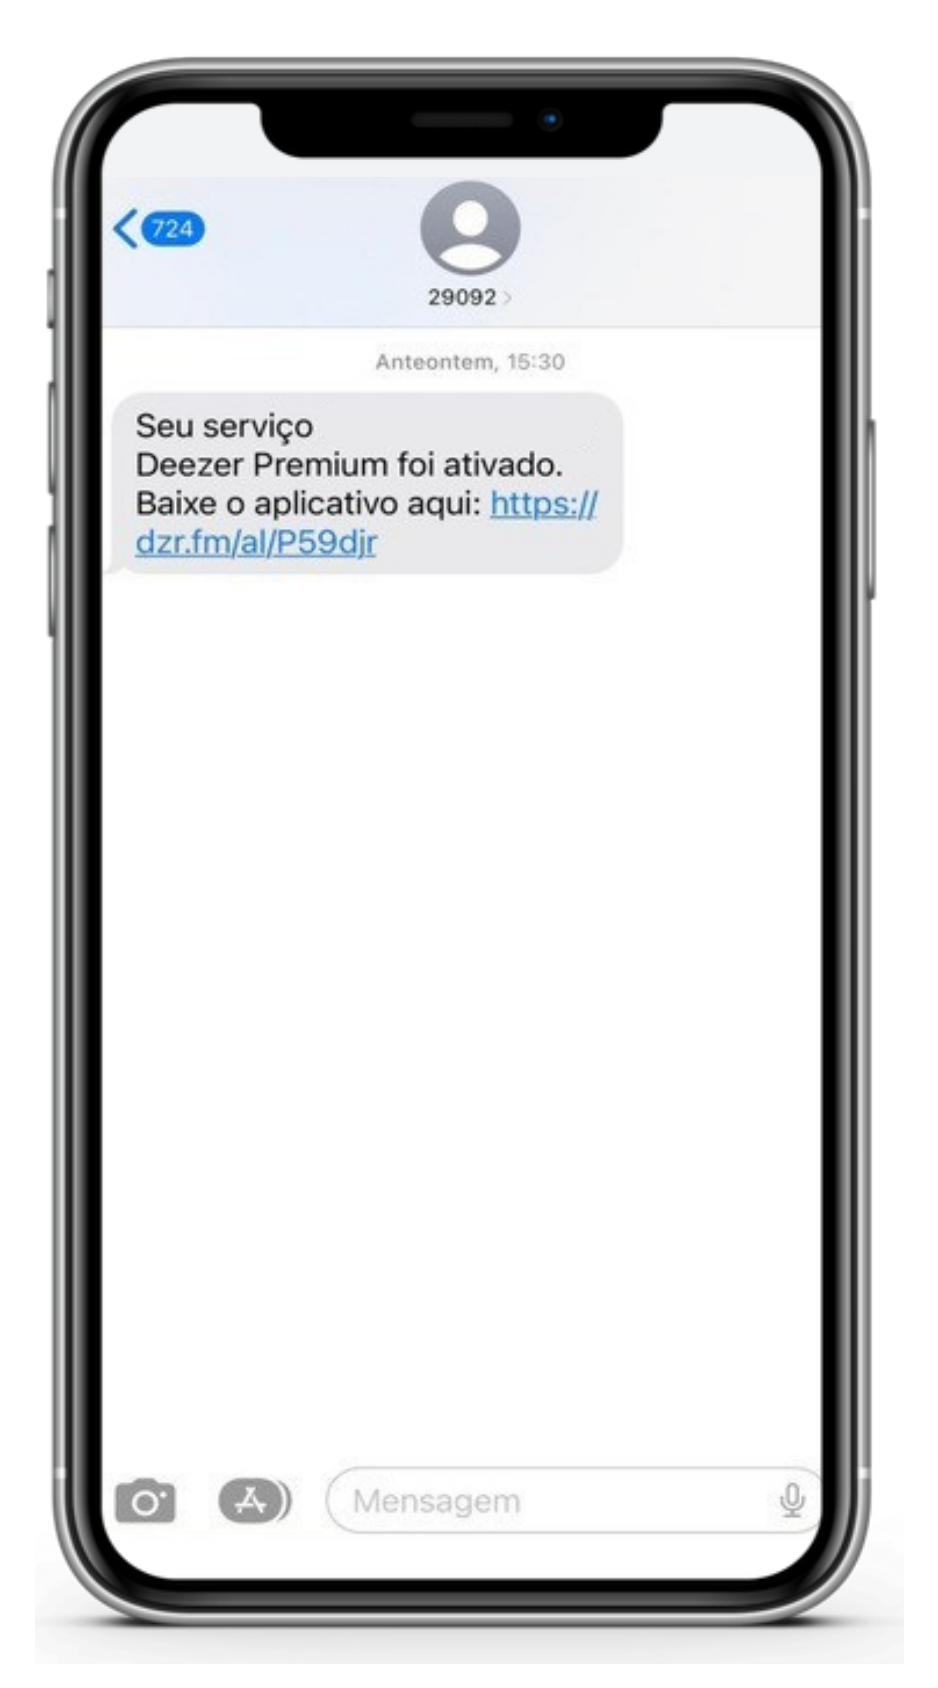 724
29092
Anteontem, 15:30
Seu serviço
Deezer Premium foi ativado.
Baixe o aplicativo aqui: https://
dzr.fm/al/P59djr
Mensagem